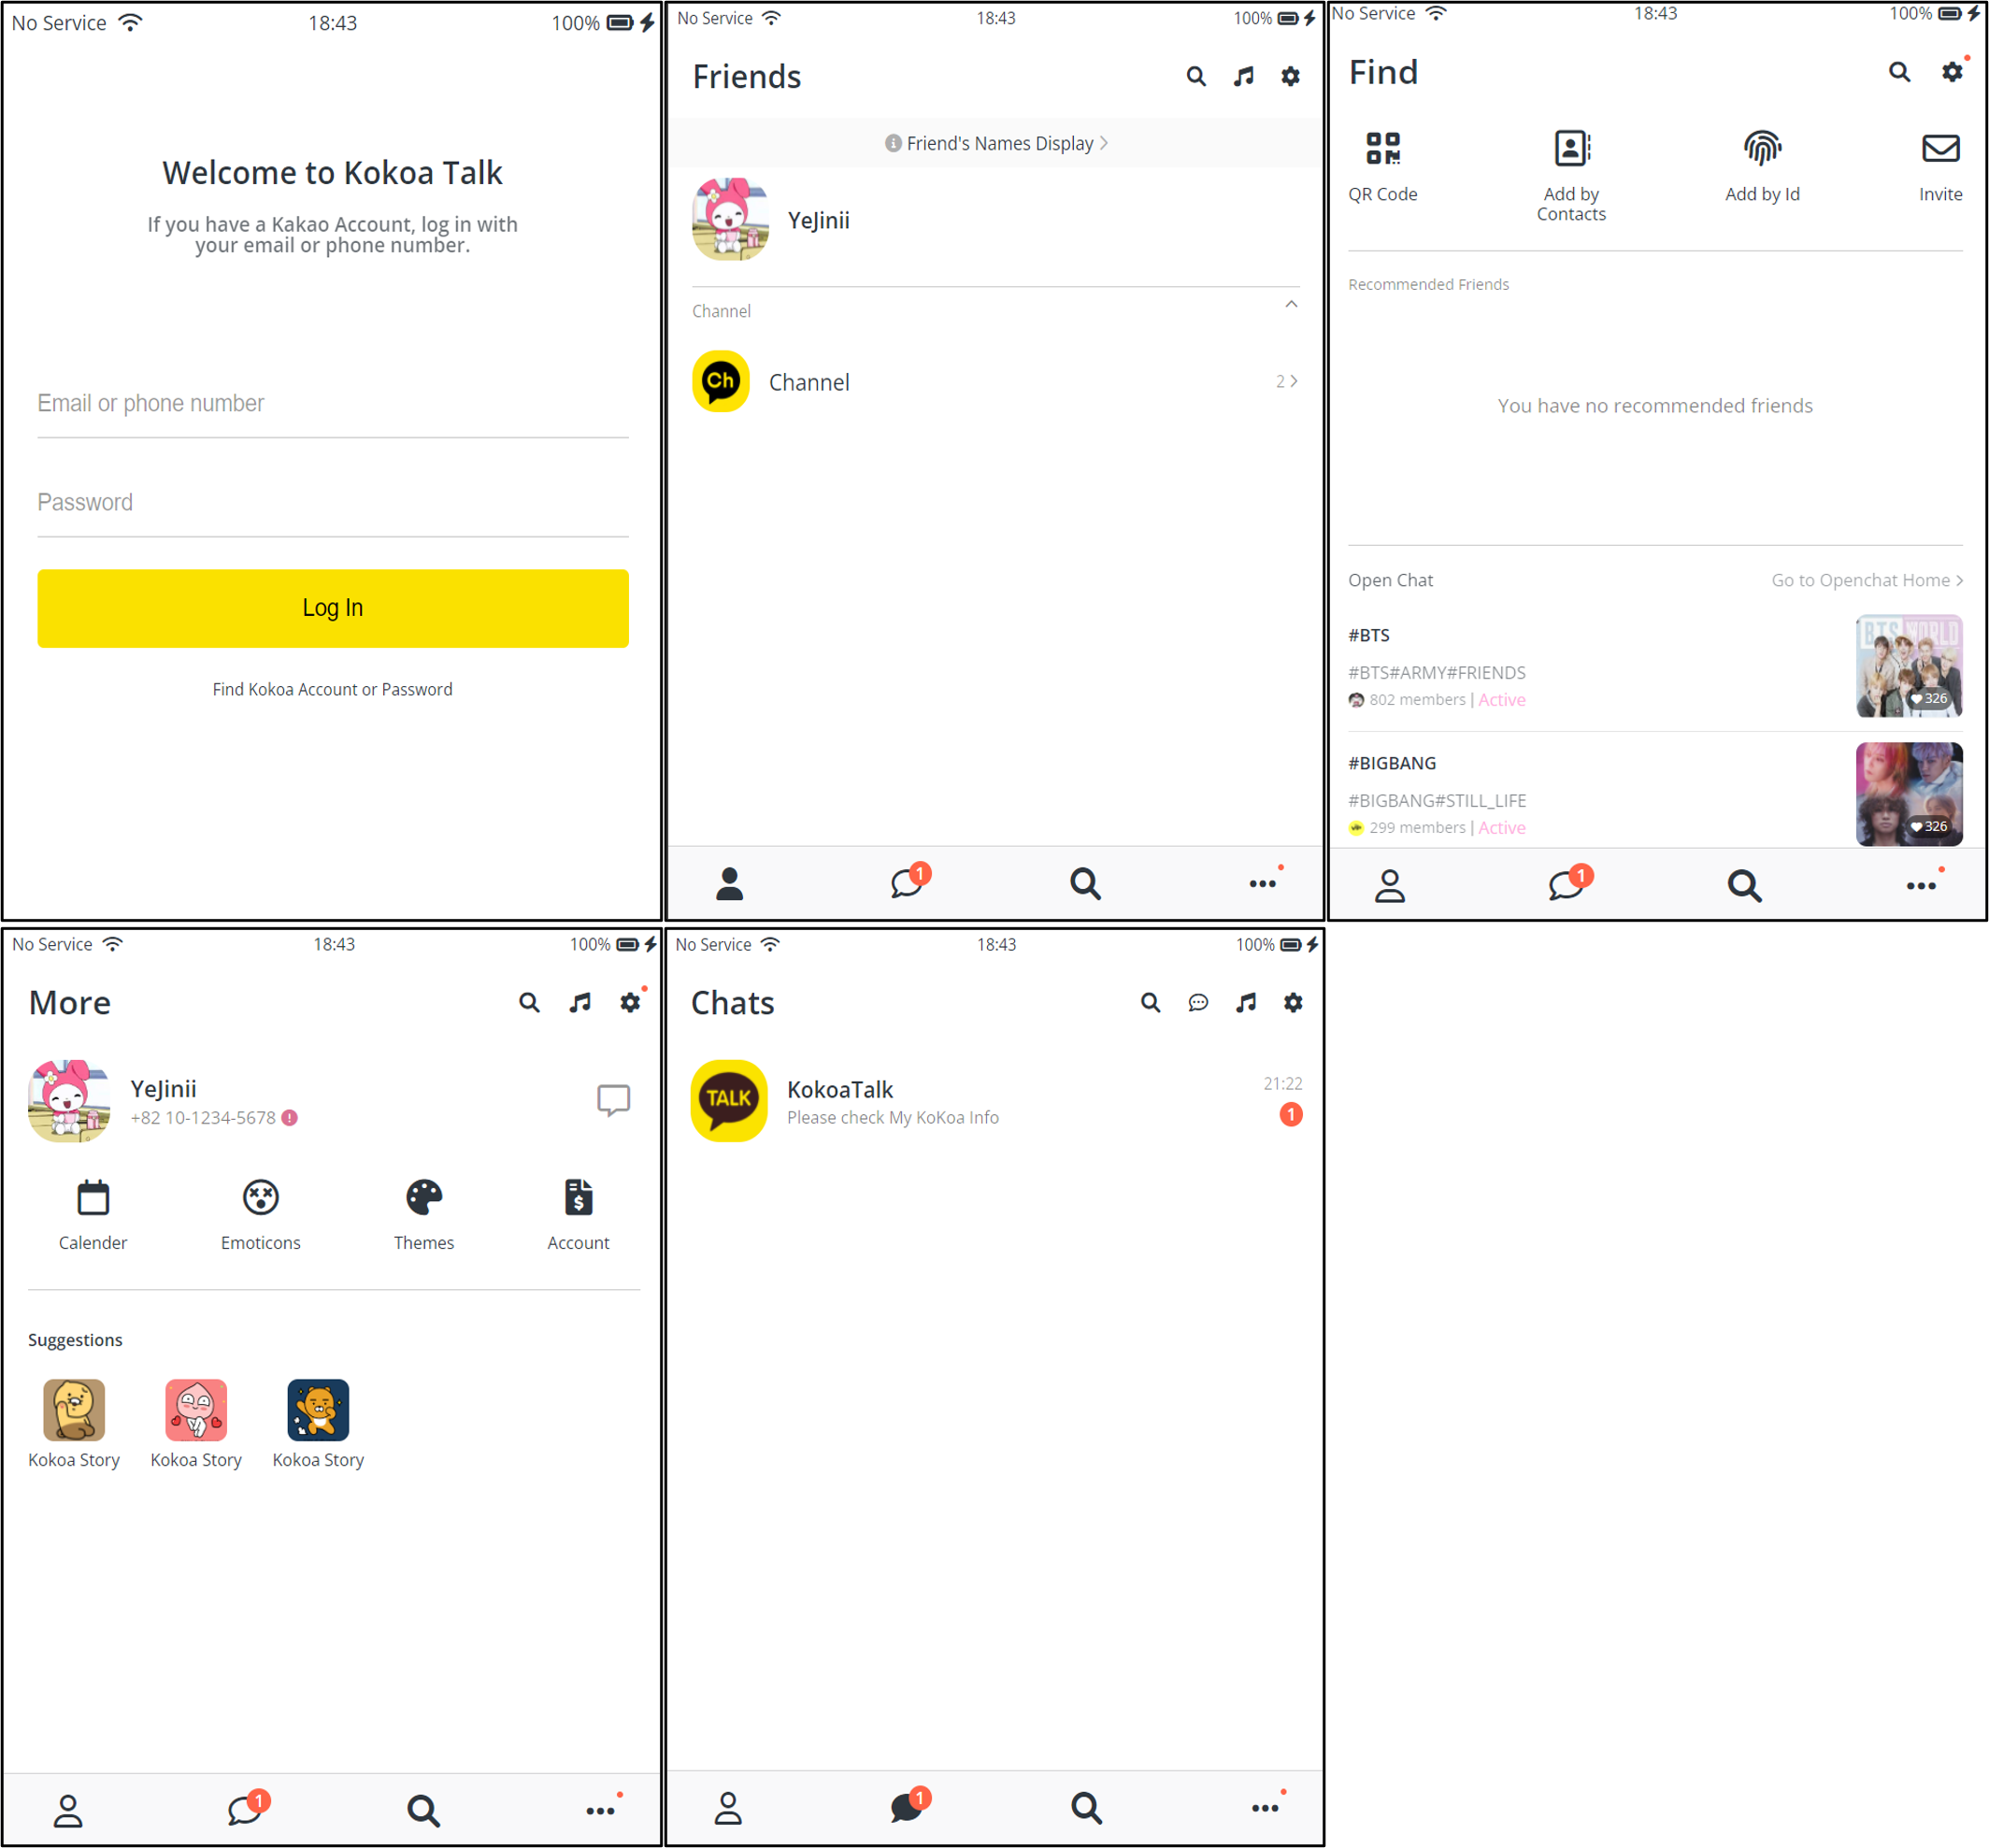 No Service 18:43 100%
Welcome to Kokoa Talk
If you have a Kakao Account, log in with
your email or phone number.
Email or phone number
Password
Log In
Find Kokoa Account or Password
No Service 18:43 100%
Friends
Friend's Names Display
YeJinii
Channel
Ch Channel 2
1
No Service 18:43 100%
Find
QR Code Add by Contacts Add by Id Invite
Recommended Friends
You have no recommended friends
Open Chat Go to Openchat Home
#BTS
BTS WORLD
#BTS#ARMY#FRIENDS
802 members | Active 326
#BIGBANG
#BIGBANG#STILL_LIFE
299 members | Active 326
1
No Service 18:43 100%
More
YeJinii
+82 10-1234-5678
Calender Emoticons Themes Account
Suggestions
Kokoa Story Kokoa Story Kokoa Story
1
No Service 18:43 100%
Chats
TALK KokoaTalk 21:22
Please check My KoKoa Info 1
1